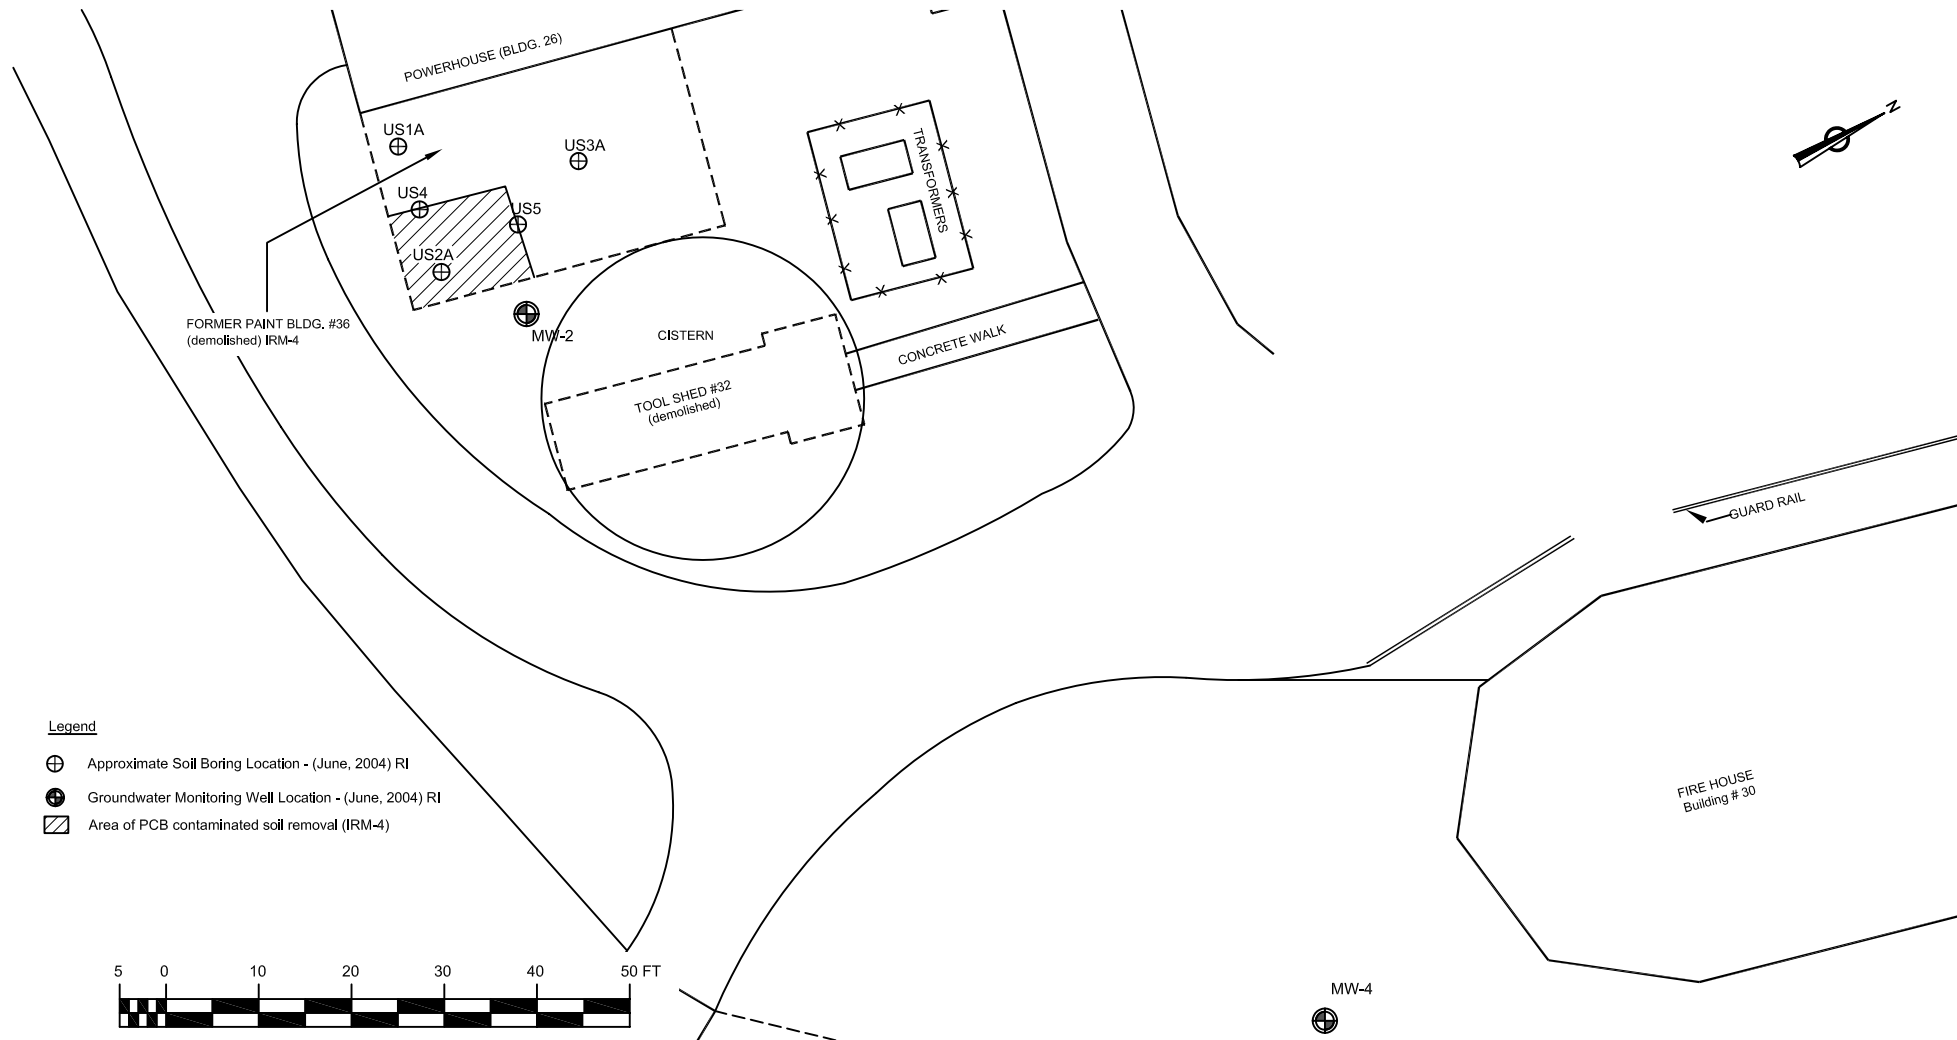 POWERHOUSE (BLDG. 26)
N
US1A
US3A
TRANSFORMERS
US4
US5
US2A
FORMER PAINT BLDG. #36
(demolished) IRM-4
MW-2
CISTERN
CONCRETE WALK
TOOL SHED #32
(demolished)
GUARD RAIL
Legend
Approximate Soil Boring Location - (June, 2004) RI
Groundwater Monitoring Well Location - (June, 2004) RI
Area of PCB contaminated soil removal (IRM-4)
FIRE HOUSE
Building # 30
5 0 10 20 30 40 50 FT
MW-4